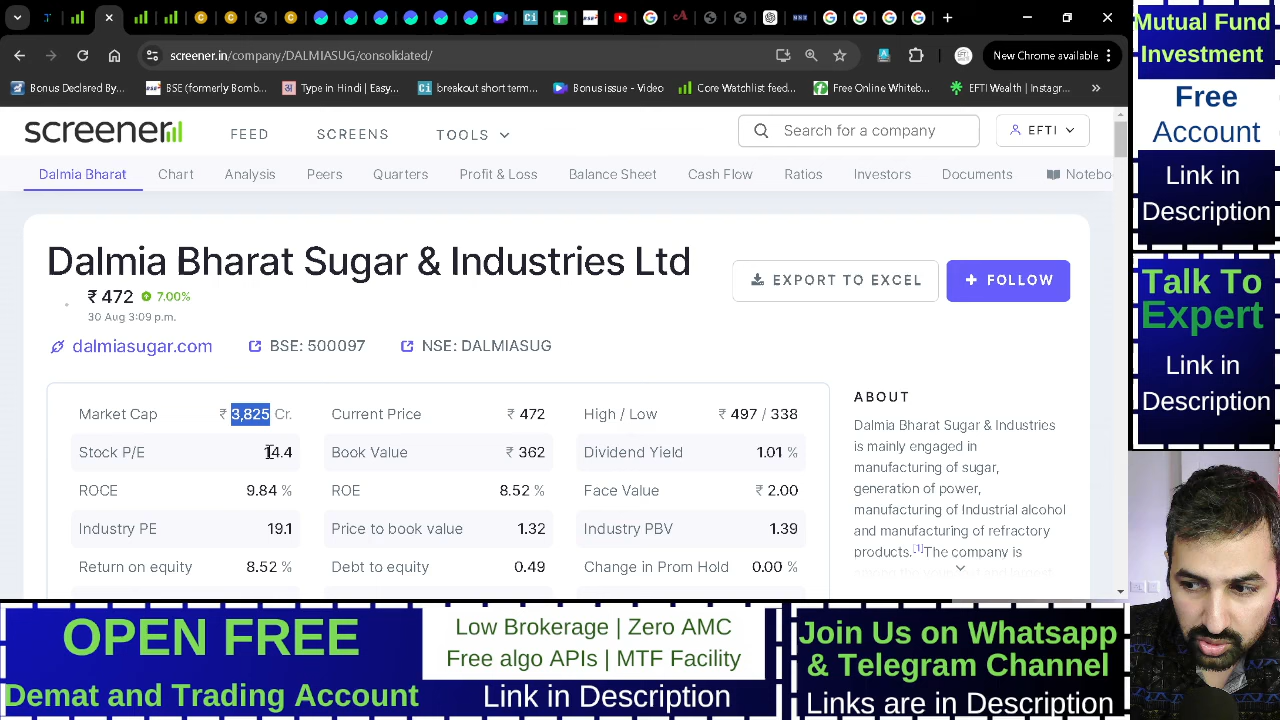 screener.in/company/DALMIASUG/consolidated/
New Chrome available
Bonus Declared By...
BSE (formerly Bomb...
Type in Hindi | Easy...
breakout short term...
Bonus issue - Video
Core Watchlist feed...
Free Online Whiteb...
EFTI Wealth | Instagr...
screener
FEED
SCREENS
TOOLS
Search for a company
EFTI
Dalmia Bharat
Chart
Analysis
Peers
Quarters
Profit & Loss
Balance Sheet
Cash Flow
Ratios
Investors
Documents
Notebo
Dalmia Bharat Sugar & Industries Ltd
₹ 472 7.00%
30 Aug 3:09 p.m.
EXPORT TO EXCEL
+ FOLLOW
dalmiasugar.com
BSE: 500097
NSE: DALMIASUG
Market Cap ₹ 3,825 Cr.
Current Price ₹ 472
High / Low ₹ 497 / 338
Stock P/E 14.4
Book Value ₹ 362
Dividend Yield 1.01 %
ROCE 9.84 %
ROE 8.52 %
Face Value ₹ 2.00
Industry PE 19.1
Price to book value 1.32
Industry PBV 1.39
Return on equity 8.52 %
Debt to equity 0.49
Change in Prom Hold 0.00 %
ABOUT
Dalmia Bharat Sugar & Industries
is mainly engaged in
manufacturing of sugar,
generation of power,
manufacturing of Industrial alcohol
and manufacturing of refractory
products.[1]The company is
Mutual Fund
Investment
Free
Account
Link in
Description
Talk To
Expert
Link in
Description
OPEN FREE
Demat and Trading Account
Low Brokerage | Zero AMC
Free algo APIs | MTF Facility
Link in Description
Join Us on Whatsapp
& Telegram Channel
Links are in Description